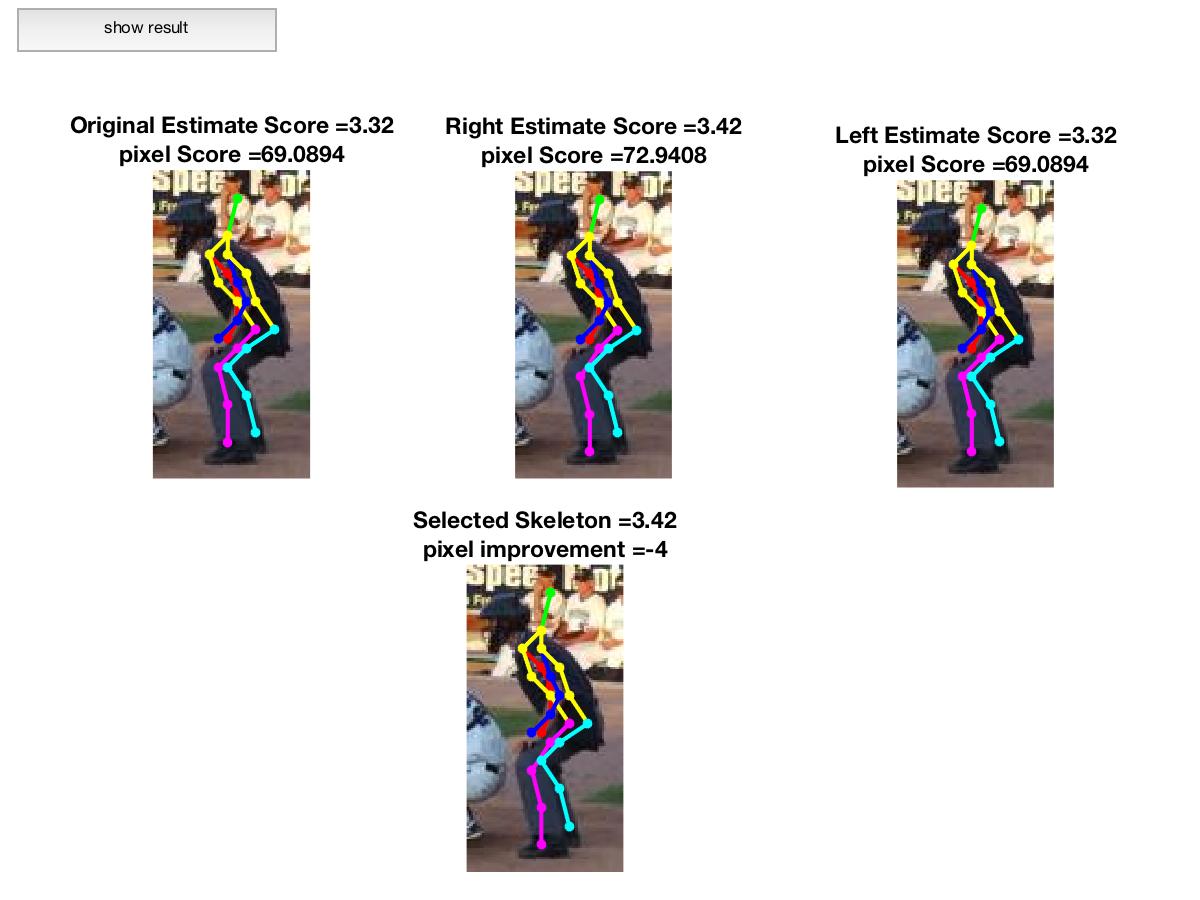 show result
Original Estimate Score =3.32
pixel Score =69.0894
Right Estimate Score =3.42
pixel Score =72.9408
Left Estimate Score =3.32
pixel Score =69.0894
Selected Skeleton =3.42
pixel improvement =-4